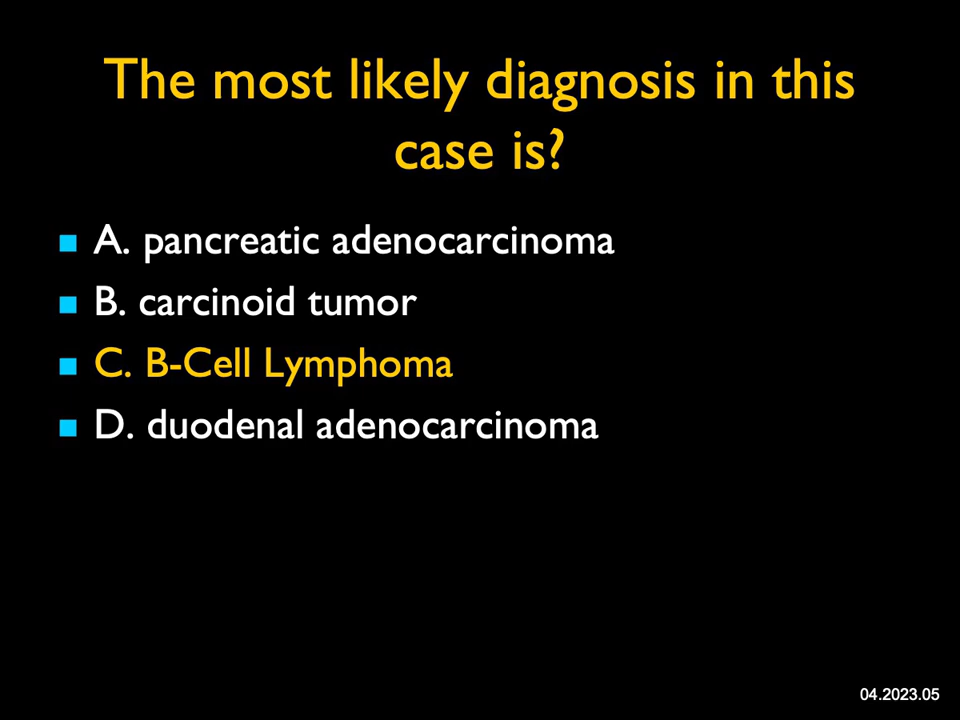 The most likely diagnosis in this
case is?
A. pancreatic adenocarcinoma
B. carcinoid tumor
C. B-Cell Lymphoma
D. duodenal adenocarcinoma
04.2023.05